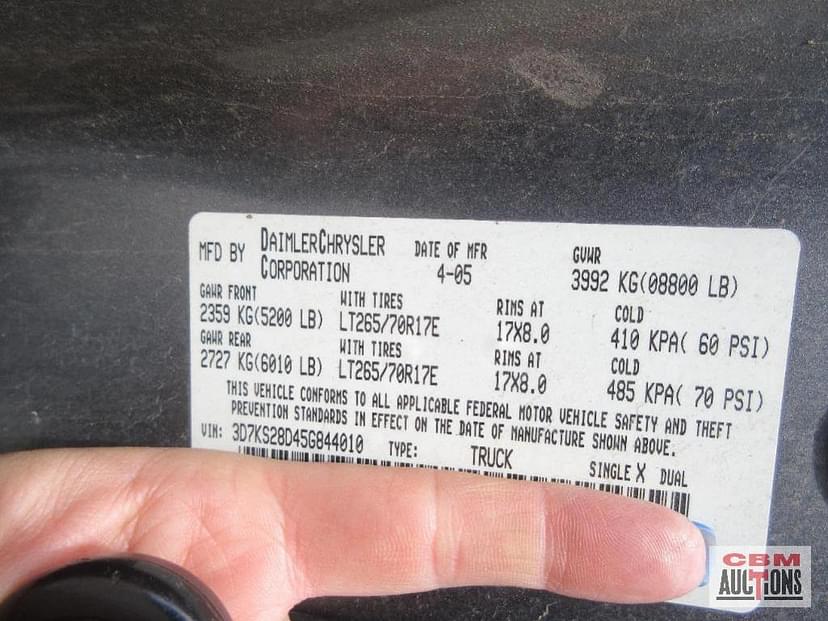 MFD BY DAIMLERCHRYSLER CORPORATION DATE OF MFR 4-05 GVWR 3992 KG(08800 LB)
GAWR FRONT WITH TIRES RIMS AT COLD
2359 KG(5200 LB) LT265/70R17E 17X8.0 410 KPA( 60 PSI)
GAWR REAR WITH TIRES RIMS AT COLD
2727 KG(6010 LB) LT265/70R17E 17X8.0 485 KPA( 70 PSI)
THIS VEHICLE CONFORMS TO ALL APPLICABLE FEDERAL MOTOR VEHICLE SAFETY AND THEFT
PREVENTION STANDARDS IN EFFECT ON THE DATE OF MANUFACTURE SHOWN ABOVE.
VIN: 3D7KS28D45G844010 TYPE: TRUCK SINGLE X DUAL
CBM
AUCTIONS